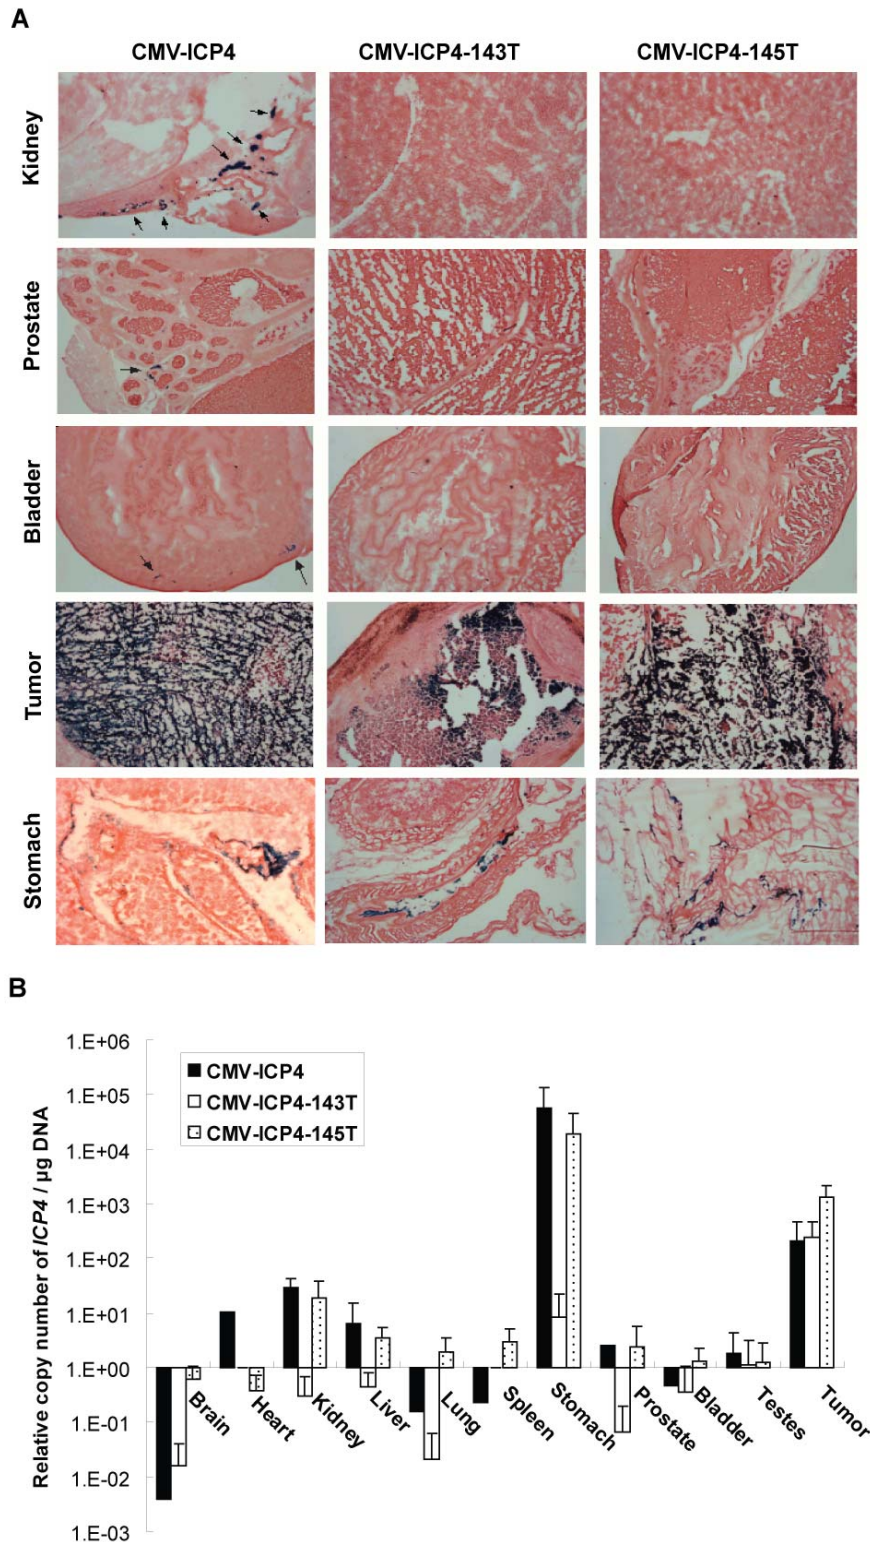 A
CMV-ICP4 CMV-ICP4-143T CMV-ICP4-145T
Kidney
Prostate
Bladder
Tumor
Stomach
B
Relative copy number of ICP4 / µg DNA
1.E+06
1.E+05
1.E+04
1.E+03
1.E+02
1.E+01
1.E+00
1.E-01
1.E-02
1.E-03
CMV-ICP4
CMV-ICP4-143T
CMV-ICP4-145T
Brain Heart Kidney Liver Lung Spleen Stomach Prostate Bladder Testes Tumor